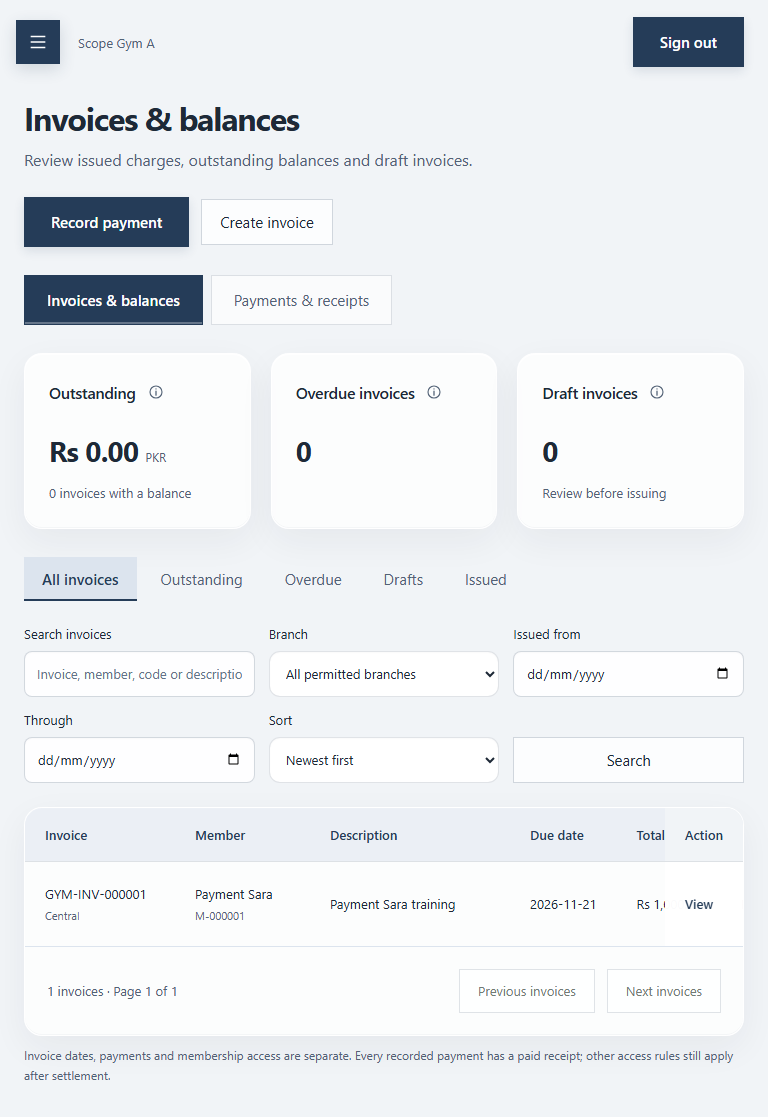 Scope Gym A
Sign out
Invoices & balances
Review issued charges, outstanding balances and draft invoices.
Record payment
Create invoice
Invoices & balances
Payments & receipts
Outstanding
Rs 0.00 PKR
0 invoices with a balance
Overdue invoices
0
Draft invoices
0
Review before issuing
All invoices Outstanding Overdue Drafts Issued
Search invoices
Invoice, member, code or descriptio
Branch
All permitted branches
Issued from
dd/mm/yyyy
Through
dd/mm/yyyy
Sort
Newest first
Search
Invoice Member Description Due date Total Action
GYM-INV-000001 Payment Sara Payment Sara training 2026-11-21 Rs View
Central M-000001
1 invoices · Page 1 of 1
Previous invoices
Next invoices
Invoice dates, payments and membership access are separate. Every recorded payment has a paid receipt; other access rules still apply
after settlement.